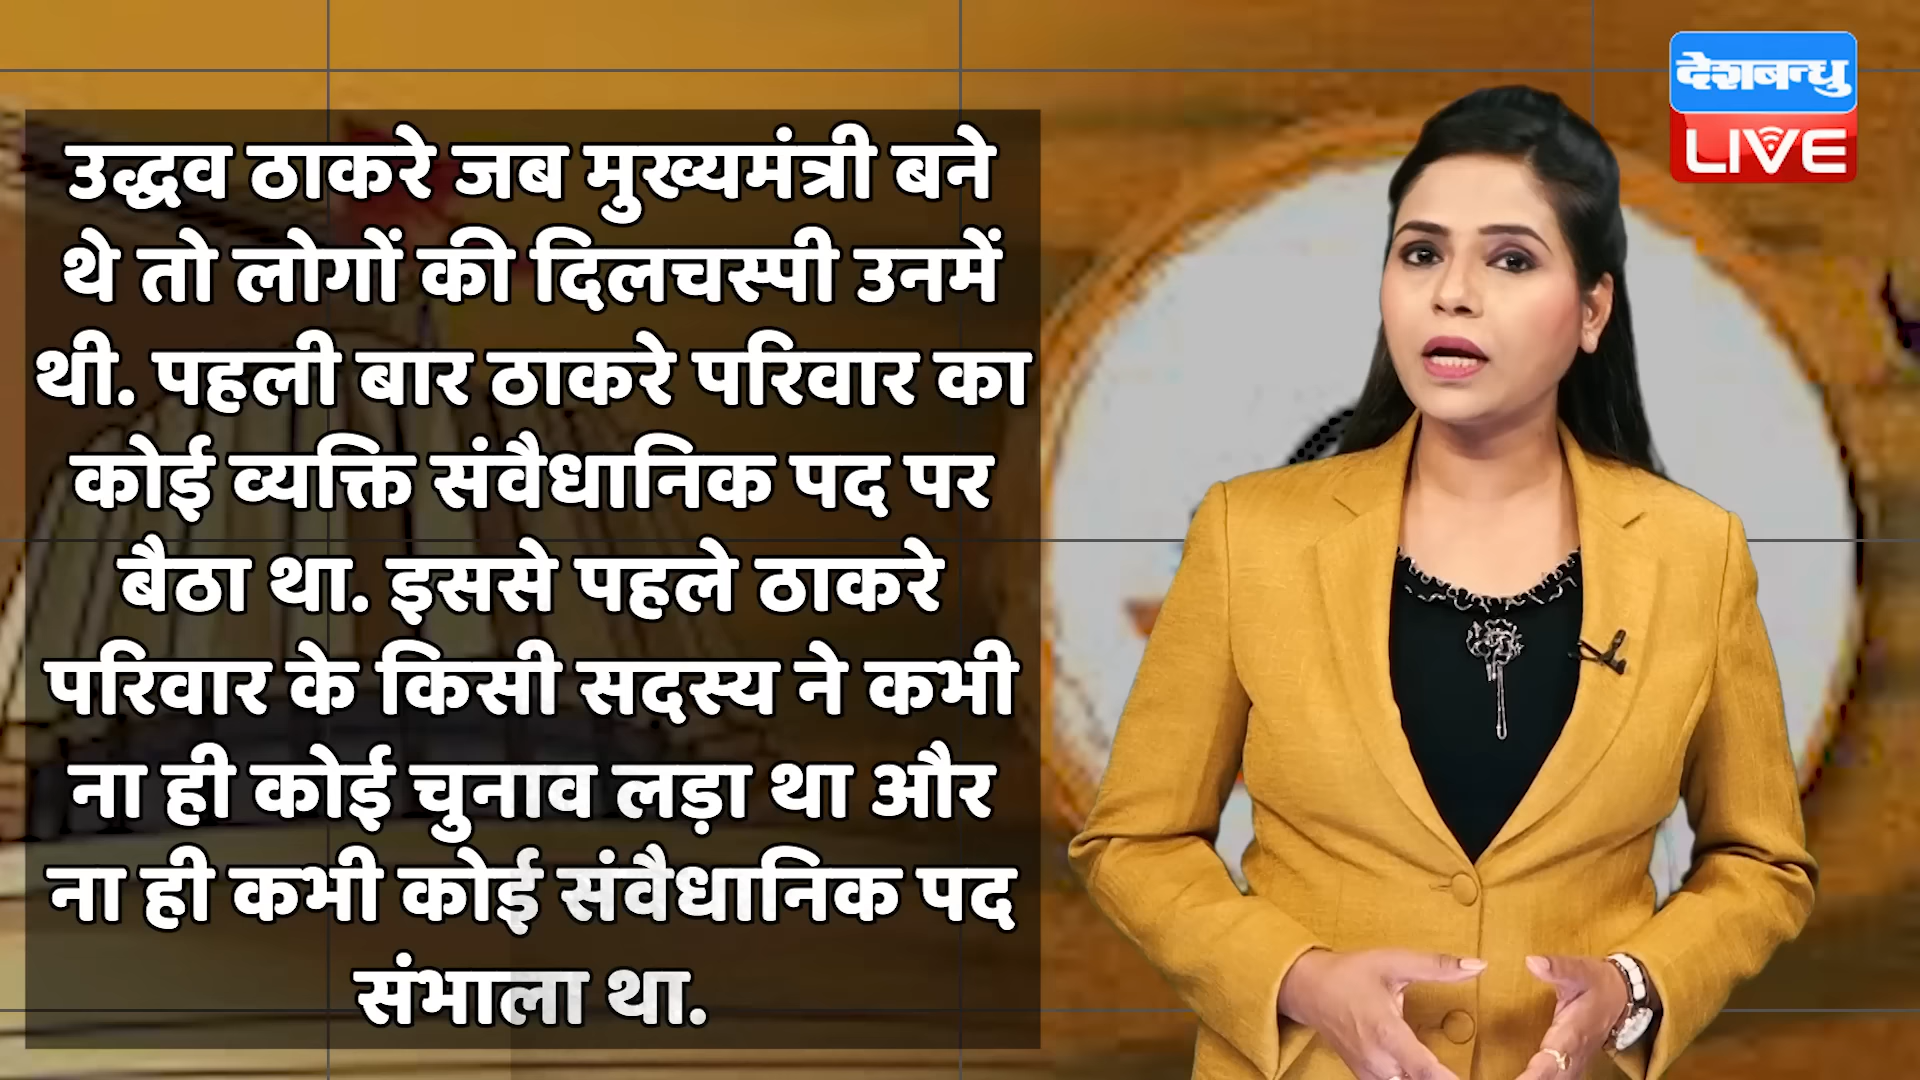 उद्धव ठाकरे जब मुख्यमंत्री बने
थे तो लोगों की दिलचस्पी उनमें
थी. पहली बार ठाकरे परिवार का
कोई व्यक्ति संवैधानिक पद पर
बैठा था. इससे पहले ठाकरे
परिवार के किसी सदस्य ने कभी
ना ही कोई चुनाव लड़ा था और
ना ही कभी कोई संवैधानिक पद
संभाला था.
देशबन्धु
LIVE